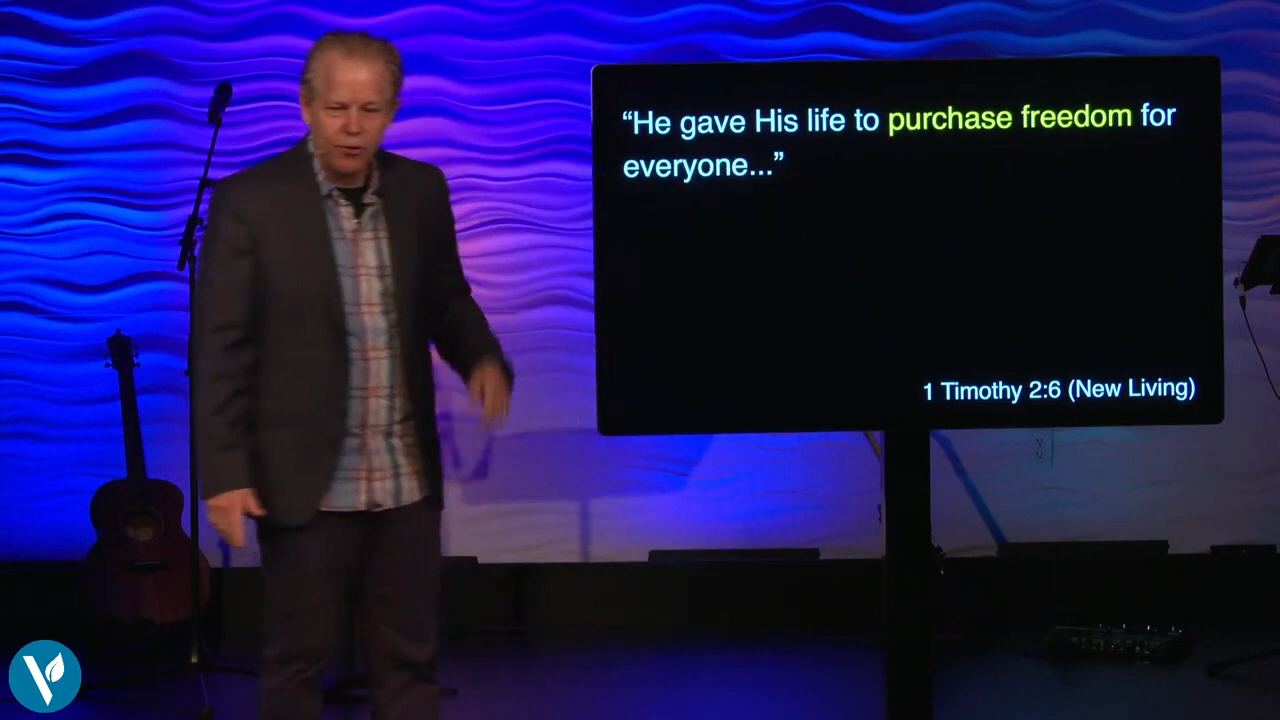 “He gave His life to purchase freedom for
everyone...”
1 Timothy 2:6 (New Living)